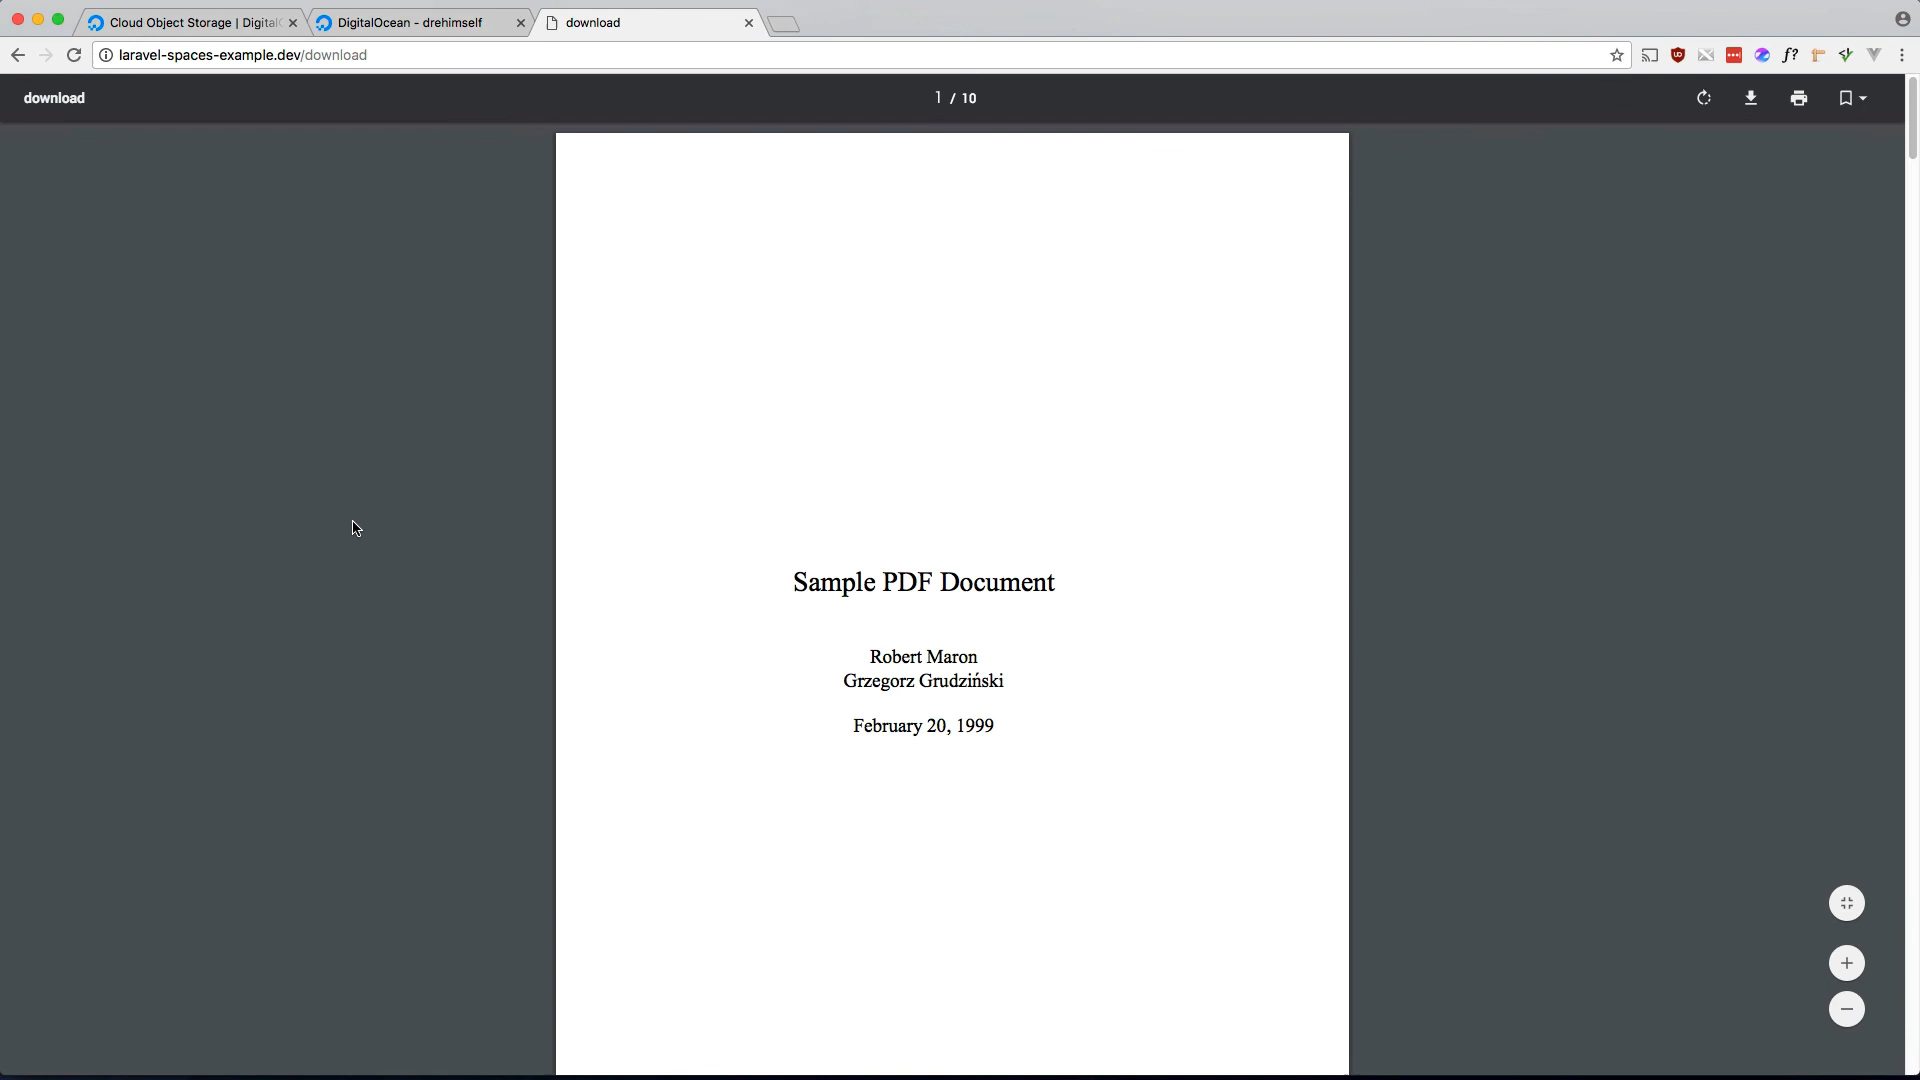 Cloud Object Storage | Digital
DigitalOcean - drehimself
download
laravel-spaces-example.dev/download
f?
download
1 / 10
Sample PDF Document
Robert Maron
Grzegorz Grudziński
February 20, 1999